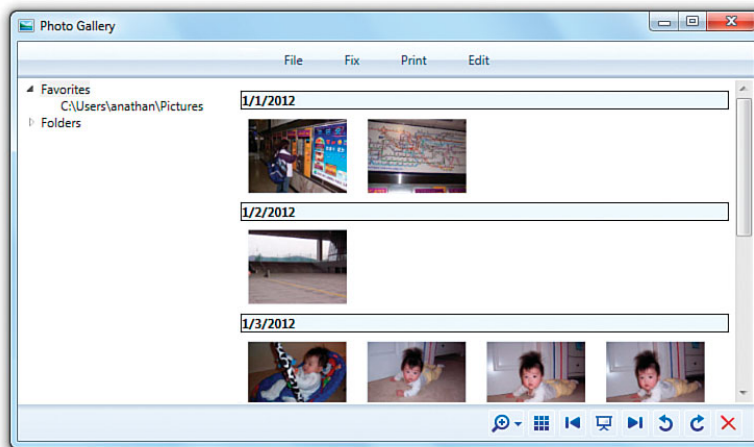 Photo Gallery
File Fix Print Edit
Favorites
C:\Users\anathan\Pictures
Folders
1/1/2012
1/2/2012
1/3/2012